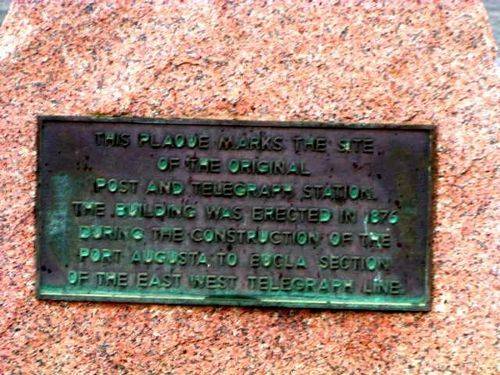 THIS PLAQUE MARKS THE SITE
OF THE ORIGINAL
POST AND TELEGRAPH STATION.
THE BUILDING WAS ERECTED IN 1876
DURING THE CONSTRUCTION OF THE
PORT AUGUSTA TO EUCLA SECTION
OF THE EAST WEST TELEGRAPH LINE.